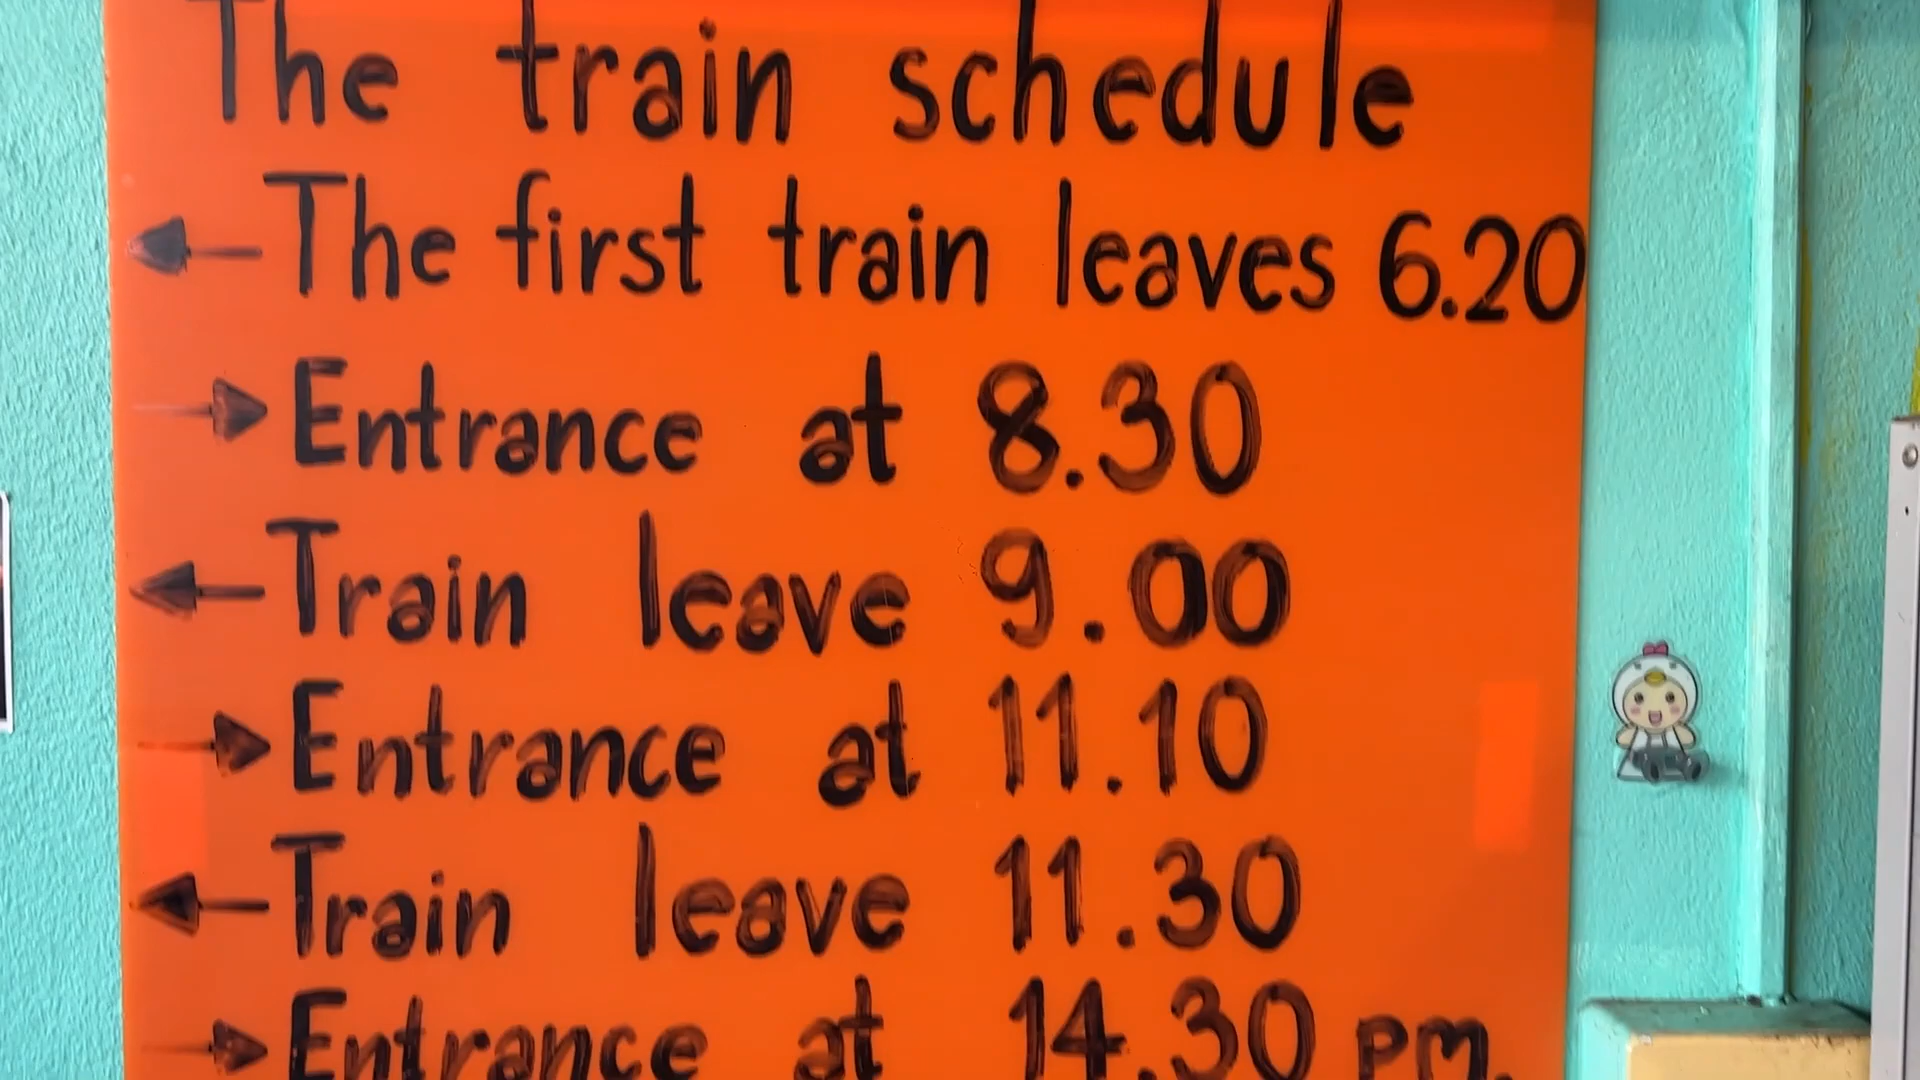 The train schedule
The first train leaves 6.20
Entrance at 8.30
Train leave 9.00
Entrance at 11.10
Train leave 11.30
Entrance at 14.30 pm.